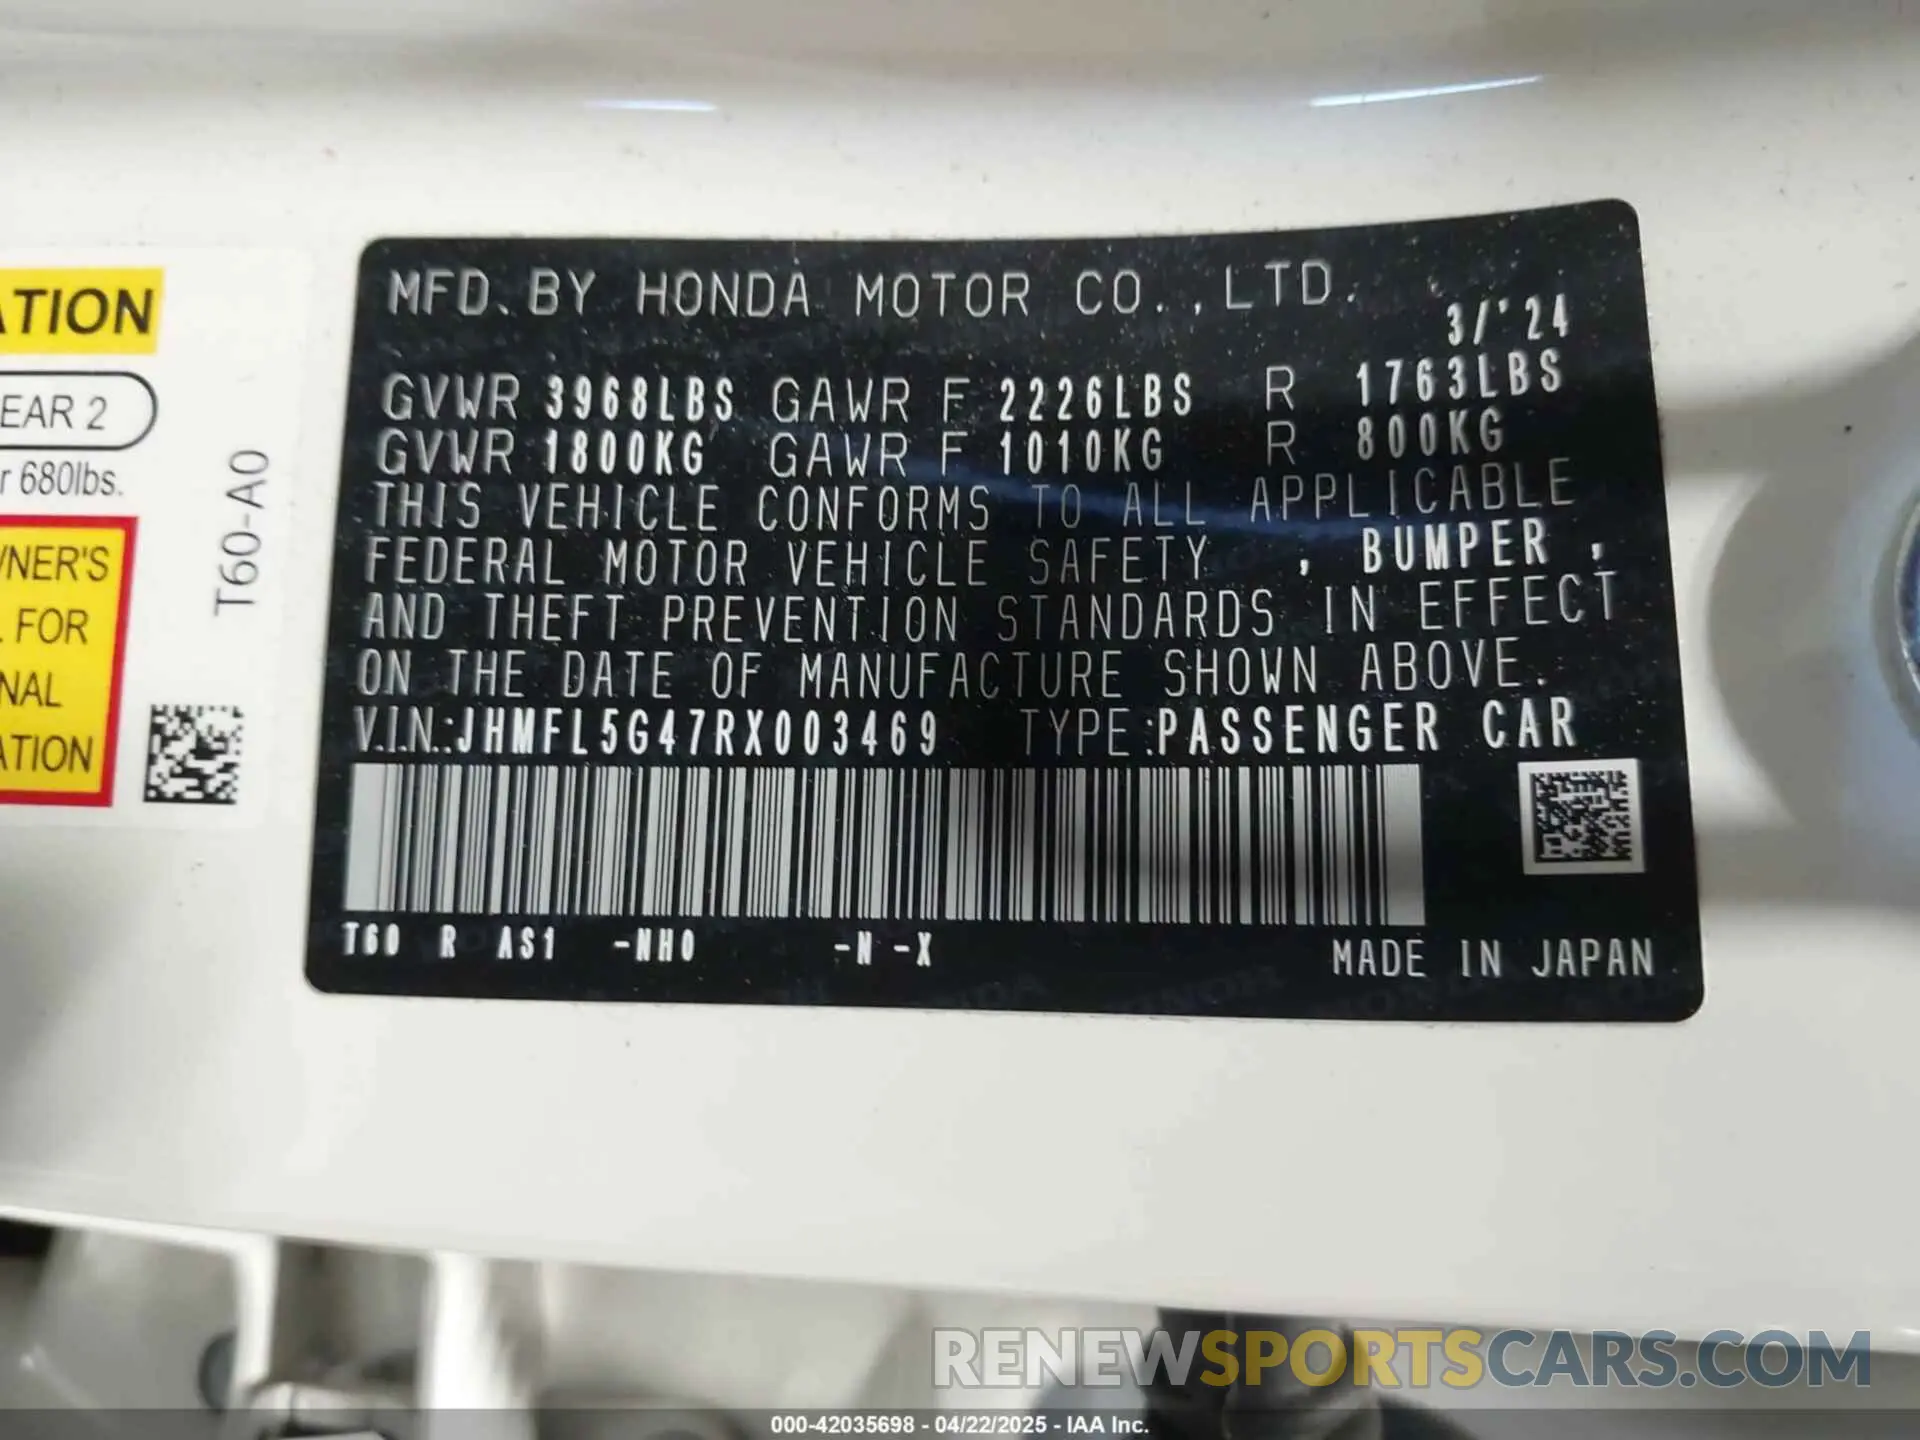 ATION
EAR 2
r 680lbs.
NER'S
FOR
NAL
ATION
T60-A0
MFD. BY HONDA MOTOR CO., LTD.
3/'24
GVWR 3968LBS GAWR F 2226LBS R 1763LBS
GVWR 1800KG GAWR F 1010KG R 800KG
THIS VEHICLE CONFORMS TO ALL APPLICABLE
FEDERAL MOTOR VEHICLE SAFETY , BUMPER ,
AND THEFT PREVENTION STANDARDS IN EFFECT
ON THE DATE OF MANUFACTURE SHOWN ABOVE.
V.I.N.:JHMFL5G47RX003469 TYPE:PASSENGER CAR
T60 R AS1 -NH0 -N -X
MADE IN JAPAN
RENEWSPORTSCARS.COM
000-42035698 - 04/22/2025 - IAA Inc.